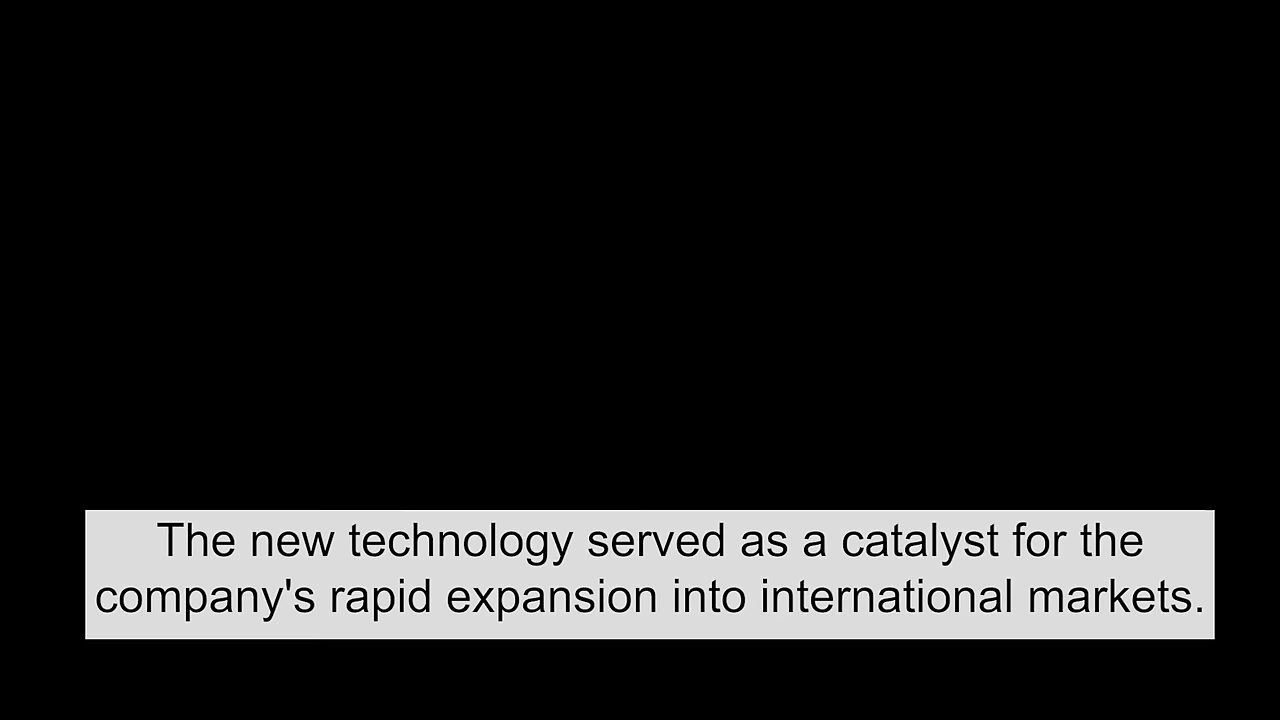 The new technology served as a catalyst for the
company's rapid expansion into international markets.